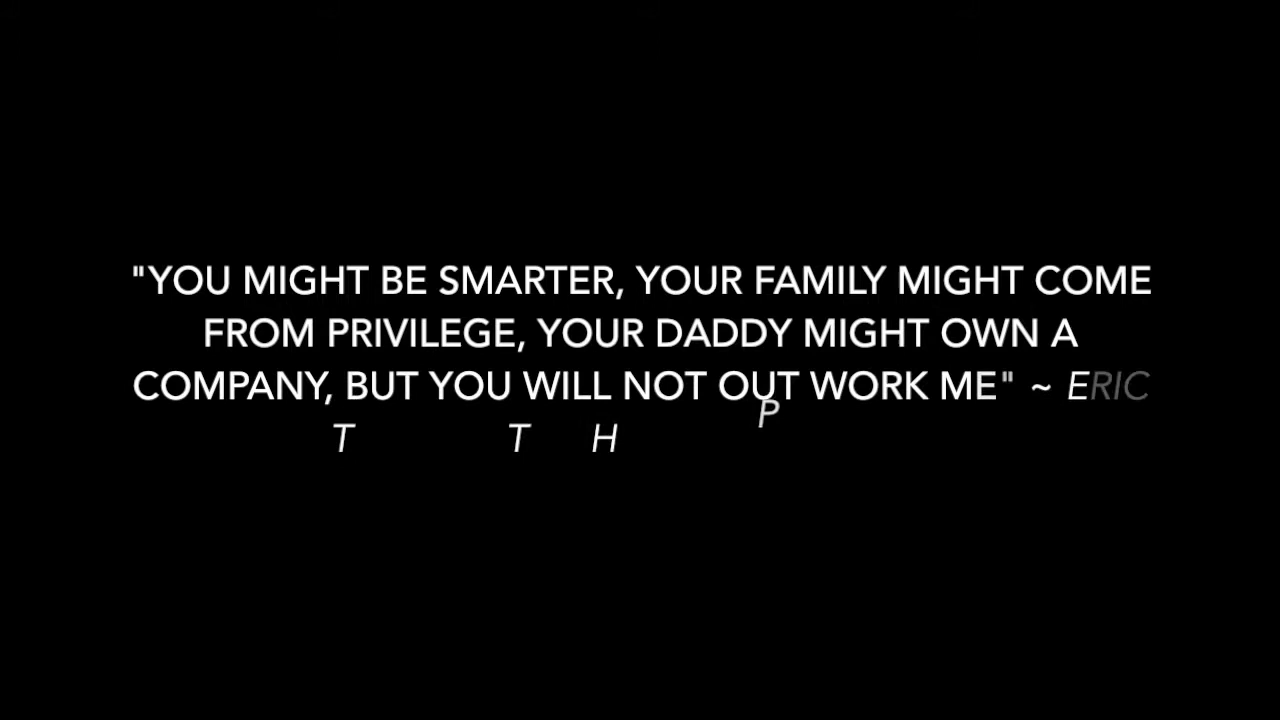 "YOU MIGHT BE SMARTER, YOUR FAMILY MIGHT COME
FROM PRIVILEGE, YOUR DADDY MIGHT OWN A
COMPANY, BUT YOU WILL NOT OUT WORK ME" ~ ERIC
T T H P